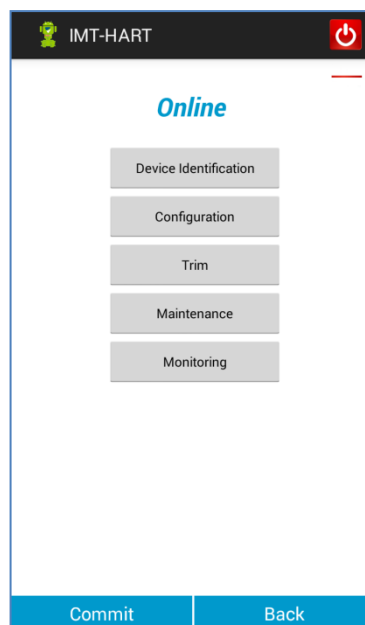 IMT-HART
Online
Device Identification
Configuration
Trim
Maintenance
Monitoring
Commit
Back